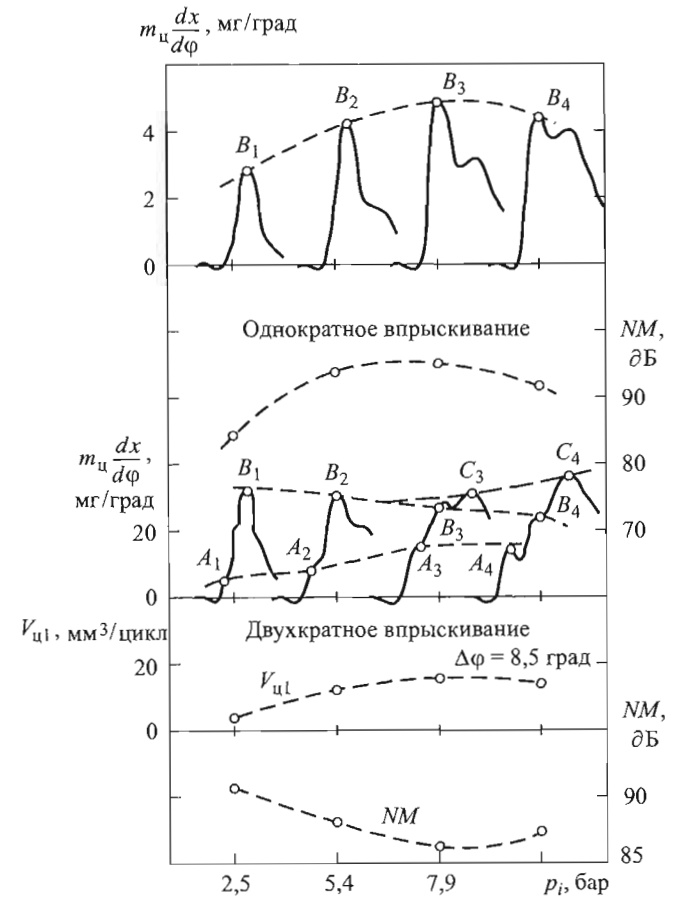 m_ц dx/dφ, мг/град
B₁ B₂ B₃ B₄
4
2
0
Однократное впрыскивание
NM,
дБ
90
80
70
m_ц dx/dφ,
мг/град
20
0
B₁ B₂ C₃ C₄
B₃ B₄
A₁ A₂ A₃ A₄
V_ц1, мм³/цикл
Двухкратное впрыскивание
Δφ = 8,5 град
20
0
V_ц1
NM,
дБ
90
85
NM
2,5 5,4 7,9 p_i, бар